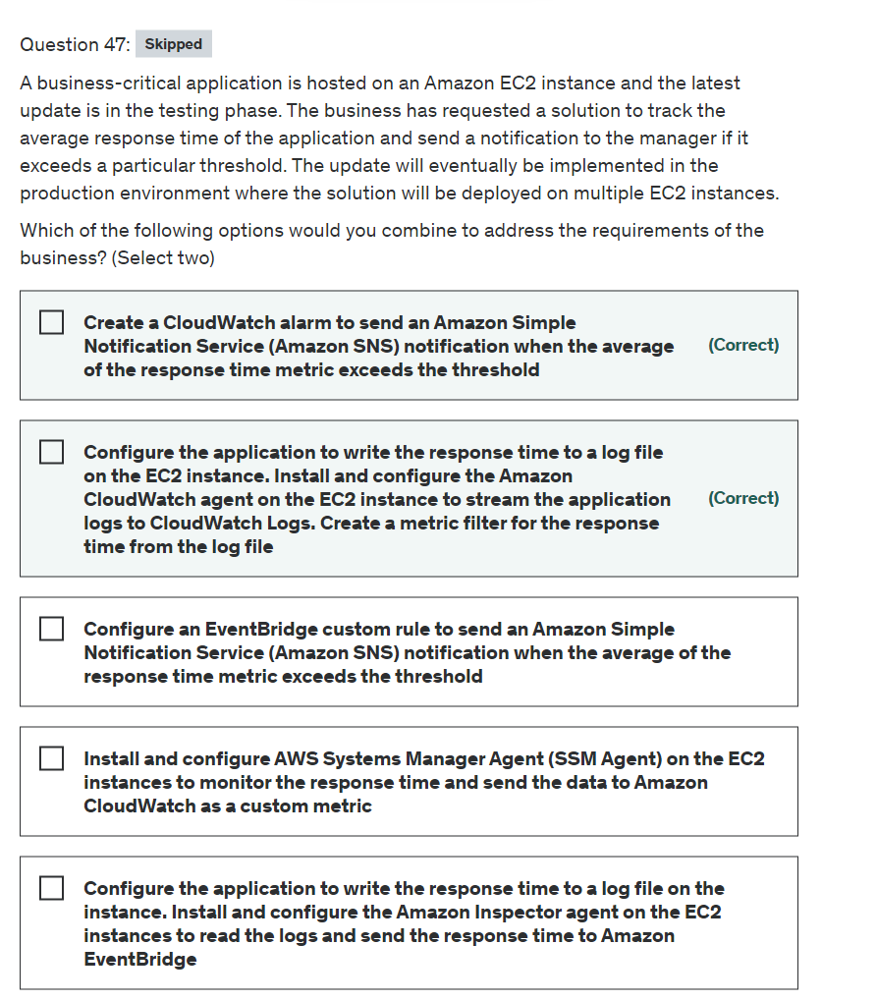 Question 47: Skipped
A business-critical application is hosted on an Amazon EC2 instance and the latest
update is in the testing phase. The business has requested a solution to track the
average response time of the application and send a notification to the manager if it
exceeds a particular threshold. The update will eventually be implemented in the
production environment where the solution will be deployed on multiple EC2 instances.
Which of the following options would you combine to address the requirements of the
business? (Select two)
Create a CloudWatch alarm to send an Amazon Simple
Notification Service (Amazon SNS) notification when the average
of the response time metric exceeds the threshold
(Correct)
Configure the application to write the response time to a log file
on the EC2 instance. Install and configure the Amazon
CloudWatch agent on the EC2 instance to stream the application
logs to CloudWatch Logs. Create a metric filter for the response
time from the log file
(Correct)
Configure an EventBridge custom rule to send an Amazon Simple
Notification Service (Amazon SNS) notification when the average of the
response time metric exceeds the threshold
Install and configure AWS Systems Manager Agent (SSM Agent) on the EC2
instances to monitor the response time and send the data to Amazon
CloudWatch as a custom metric
Configure the application to write the response time to a log file on the
instance. Install and configure the Amazon Inspector agent on the EC2
instances to read the logs and send the response time to Amazon
EventBridge